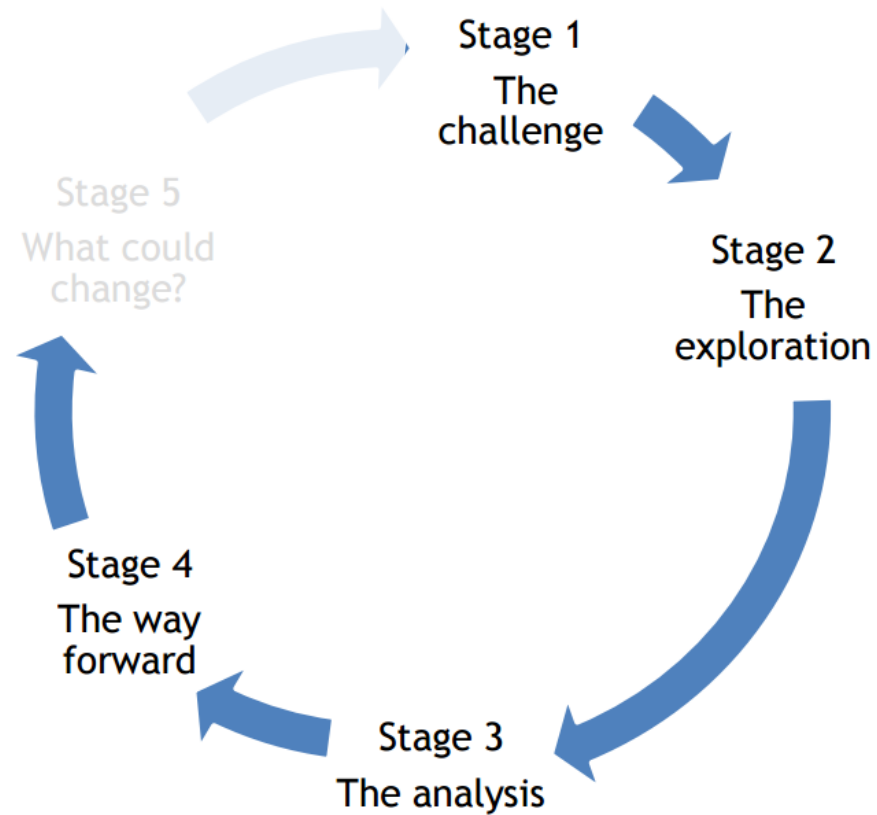 Stage 1
The
challenge
Stage 2
The
exploration
Stage 3
The analysis
Stage 4
The way
forward
Stage 5
What could
change?